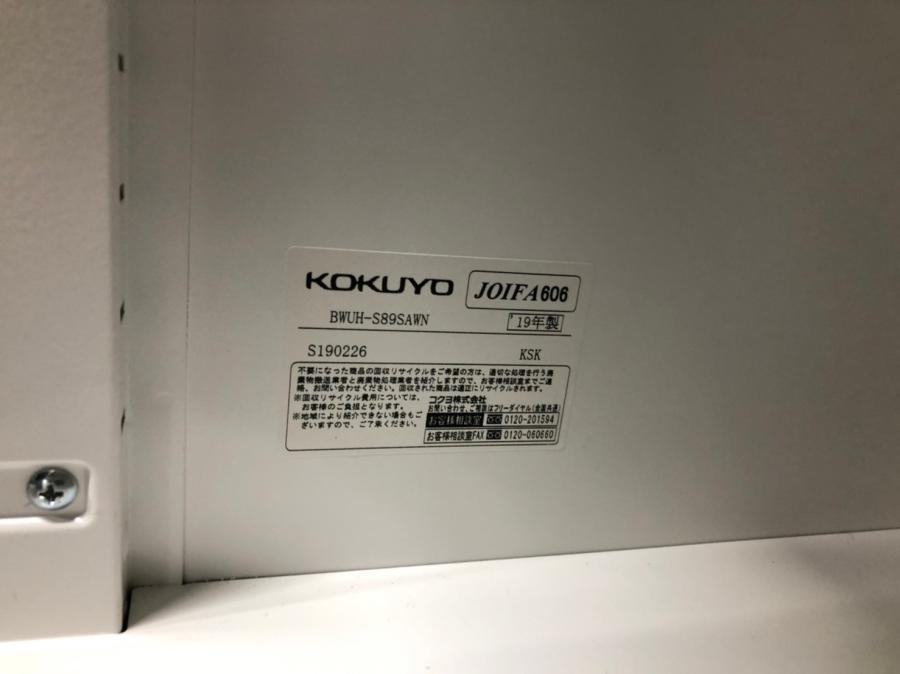 KOKUYO JOIFA606
BWUH-S89SAWN '19年製
S190226 KSK
不要になった商品の回収リサイクルをご希望の方は、適切な処理を行う廃
棄物搬送業者と廃棄物処理業者を紹介しますので、お客様相談室までご連
絡、お問い合わせください。回収された商品は適正にリサイクルされます。
※回収リサイクル費用については、
お客様のご負担となります。
※地域により紹介できない場合もご
ざいますので、ご了承ください。
コクヨ株式会社
お問い合わせ、ご相談はフリーダイヤル(全国共通)
お客様相談室 0120-201594
お客様相談室FAX 0120-060660